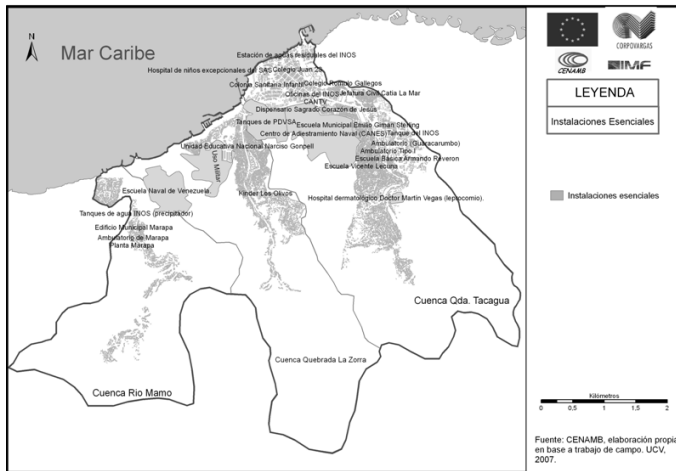 N
Mar Caribe
Estación de aguas residuales del INOS
Hospital de niños excepcionales del SAS
Colegio Juan 23
Colonia Sanitaria Infantil
Colegio Rómulo Gallegos
Oficinas del INOS
Jefatura Civil Catia La Mar
CANTV
Dispensario Sagrado Corazón de Jesús
Tanques de PDVSA
Escuela Municipal
Centro de Adiestramiento Naval (CANES)
Tanque del INOS
Ambulatorio (Guaracarumbo)
Unidad Educativa Nacional Narciso Gonpell
Ambulatorio Tipo I
Escuela Básica Armando Reverón
Uso Militar
Escuela Vicente Lecuna
Escuela Naval de Venezuela
Kinder Los Olivos
Hospital dermatológico Doctor Martín Vegas (leprocomio).
Tanques de agua INOS (precipitador)
Edificio Municipal Marapa
Ambulatorio de Marapa
Planta Marapa
Cuenca Qda. Tacagua
Cuenca Quebrada La Zorra
Cuenca Rio Mamo
CENAMB
CORPOVARGAS
IMF
LEYENDA
Instalaciones Esenciales
Instalaciones esenciales
Kilómetros
0 0,5 1 1,5 2
Fuente: CENAMB, elaboración propia
en base a trabajo de campo. UCV,
2007.